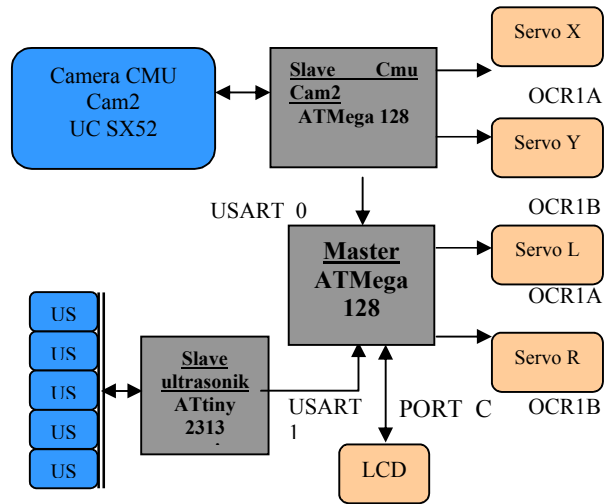 Camera CMU
Cam2
UC SX52
Slave Cmu
Cam2
ATMega 128
Servo X
OCR1A
Servo Y
OCR1B
USART 0
Master
ATMega
128
Servo L
OCR1A
Servo R
OCR1B
US
US
US
US
US
Slave
ultrasonik
ATtiny
2313
USART
1
PORT C
LCD